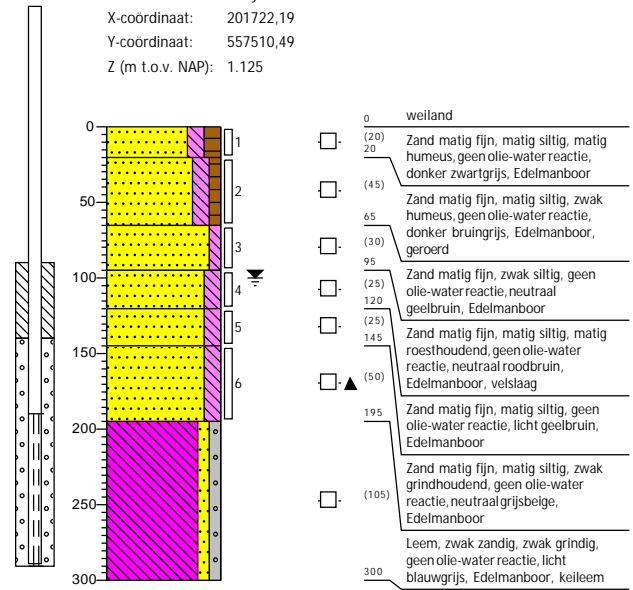 X-coördinaat: 201722,19
Y-coördinaat: 557510,49
Z (m t.o.v. NAP): 1.125
0
50
100
150
200
250
300
1
2
3
4
5
6
0 weiland
(20)
20
Zand matig fijn, matig siltig, matig
humeus, geen olie-water reactie,
donker zwartgrijs, Edelmanboor
(45)
65
Zand matig fijn, matig siltig, zwak
humeus, geen olie-water reactie,
donker bruingrijs, Edelmanboor,
geroerd
(30)
95
Zand matig fijn, zwak siltig, geen
olie-water reactie, neutraal
geelbruin, Edelmanboor
(25)
120
Zand matig fijn, matig siltig, matig
roesthoudend, geen olie-water
reactie, neutraal roodbruin,
Edelmanboor, velslaag
(25)
145
Zand matig fijn, matig siltig, geen
olie-water reactie, licht geelbruin,
Edelmanboor
(50)
195
Zand matig fijn, matig siltig, zwak
grindhoudend, geen olie-water
reactie, neutraal grijsbeige,
Edelmanboor
(105)
300
Leem, zwak zandig, zwak grindig,
geen olie-water reactie, licht
blauwgrijs, Edelmanboor, keileem